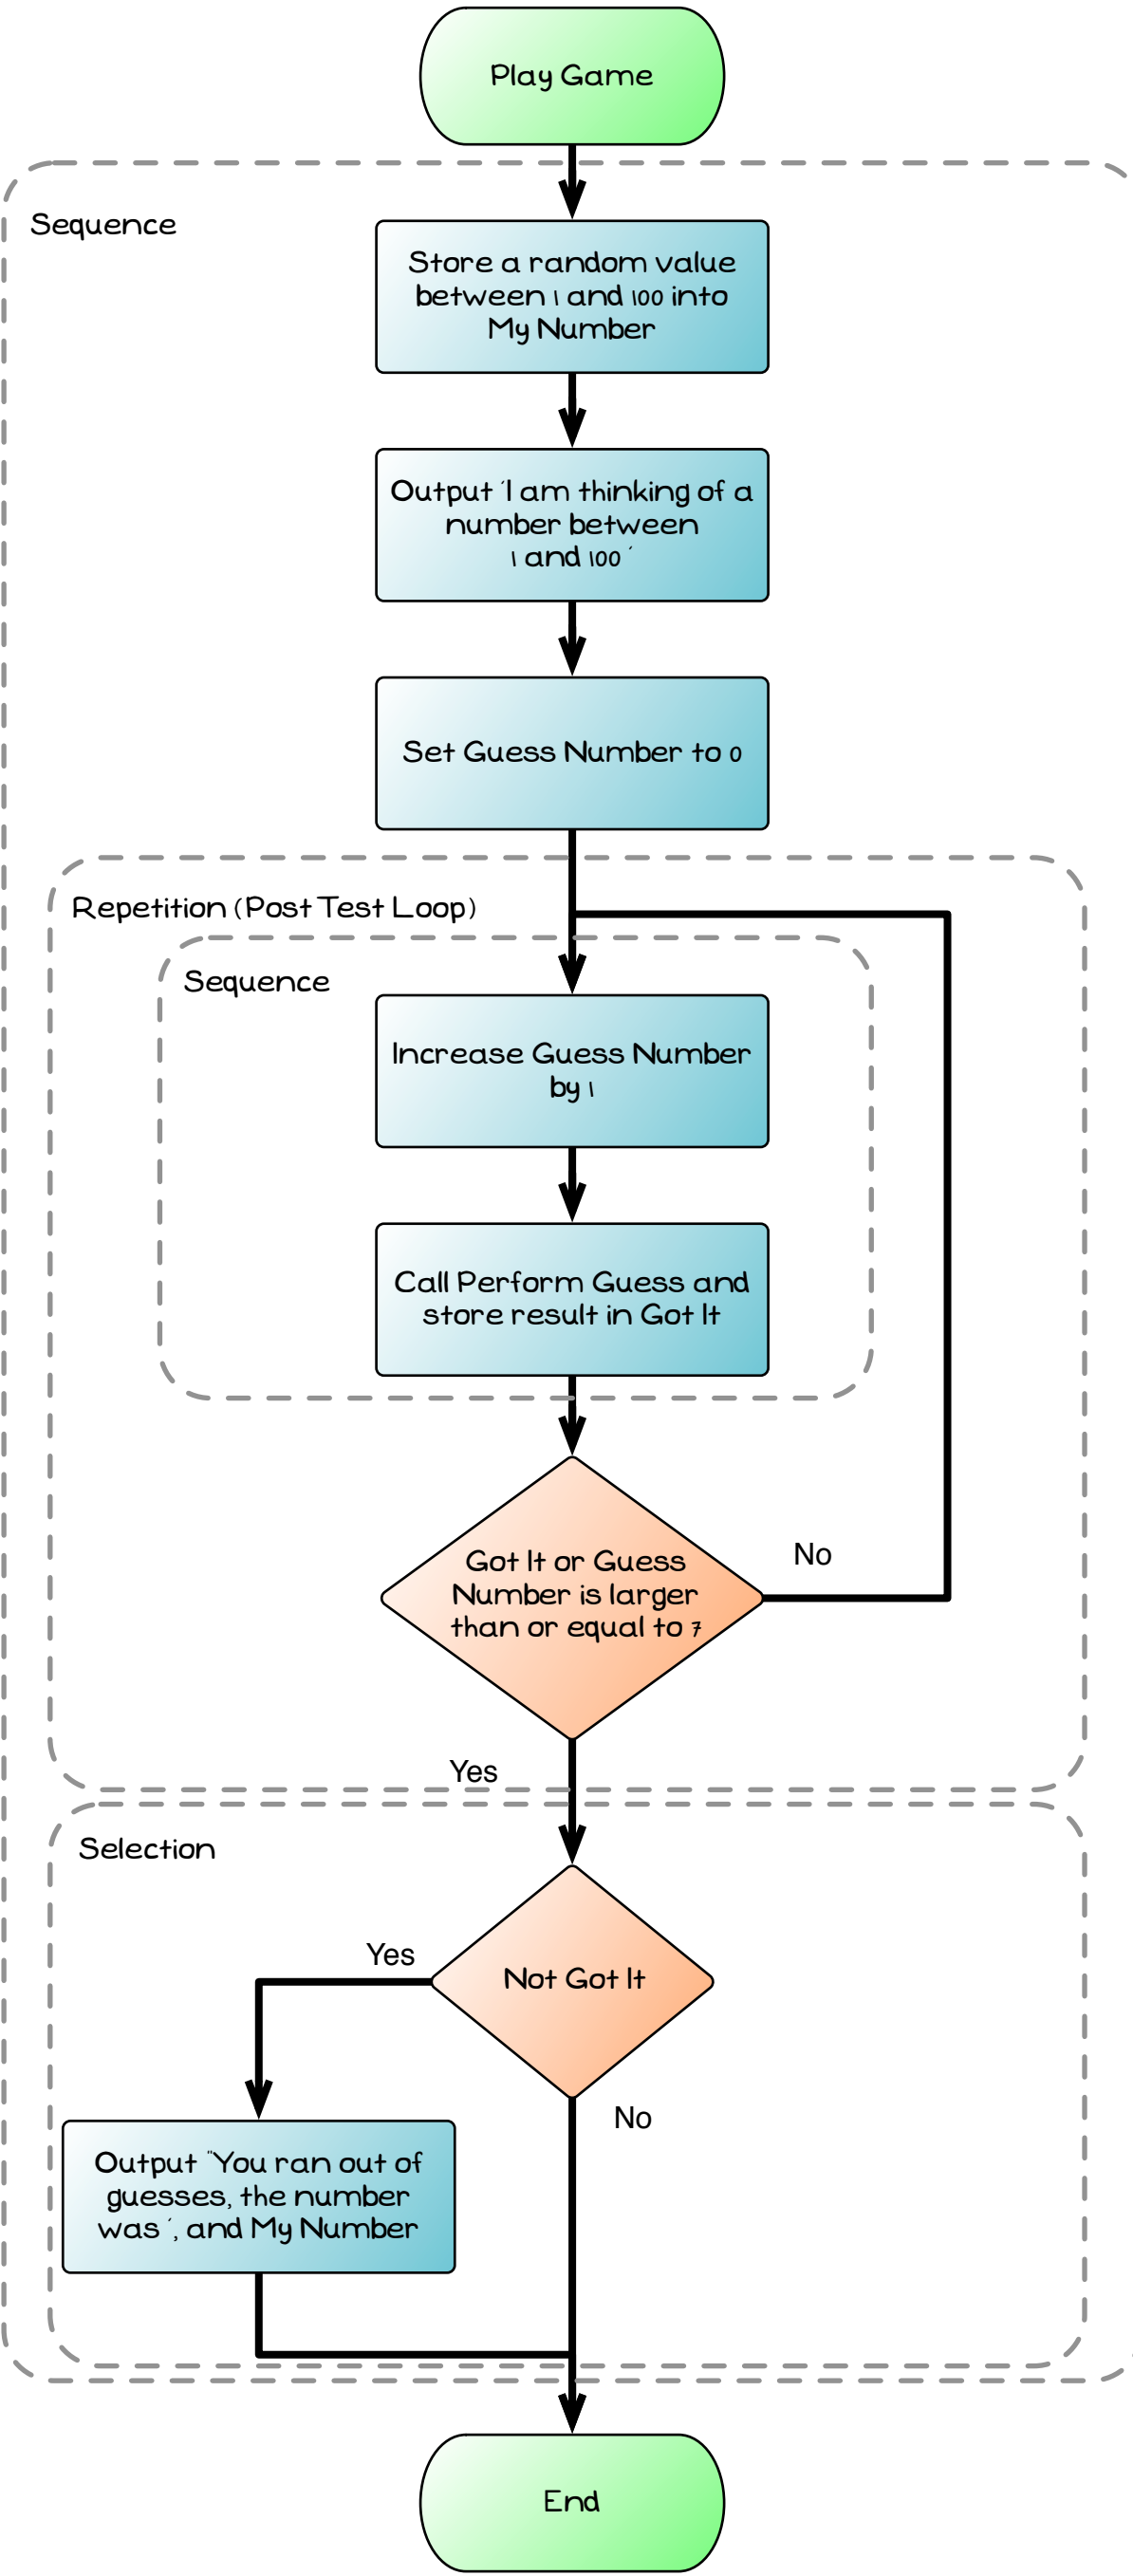 Play Game
Sequence
Store a random value
between 1 and 100 into
My Number
Output 'I am thinking of a
number between
1 and 100 '
Set Guess Number to 0
Repetition (Post Test Loop)
Sequence
Increase Guess Number
by 1
Call Perform Guess and
store result in Got It
Got It or Guess
Number is larger
than or equal to 7
No
Yes
Selection
Yes
Not Got It
No
Output "You ran out of
guesses, the number
was ', and My Number
End